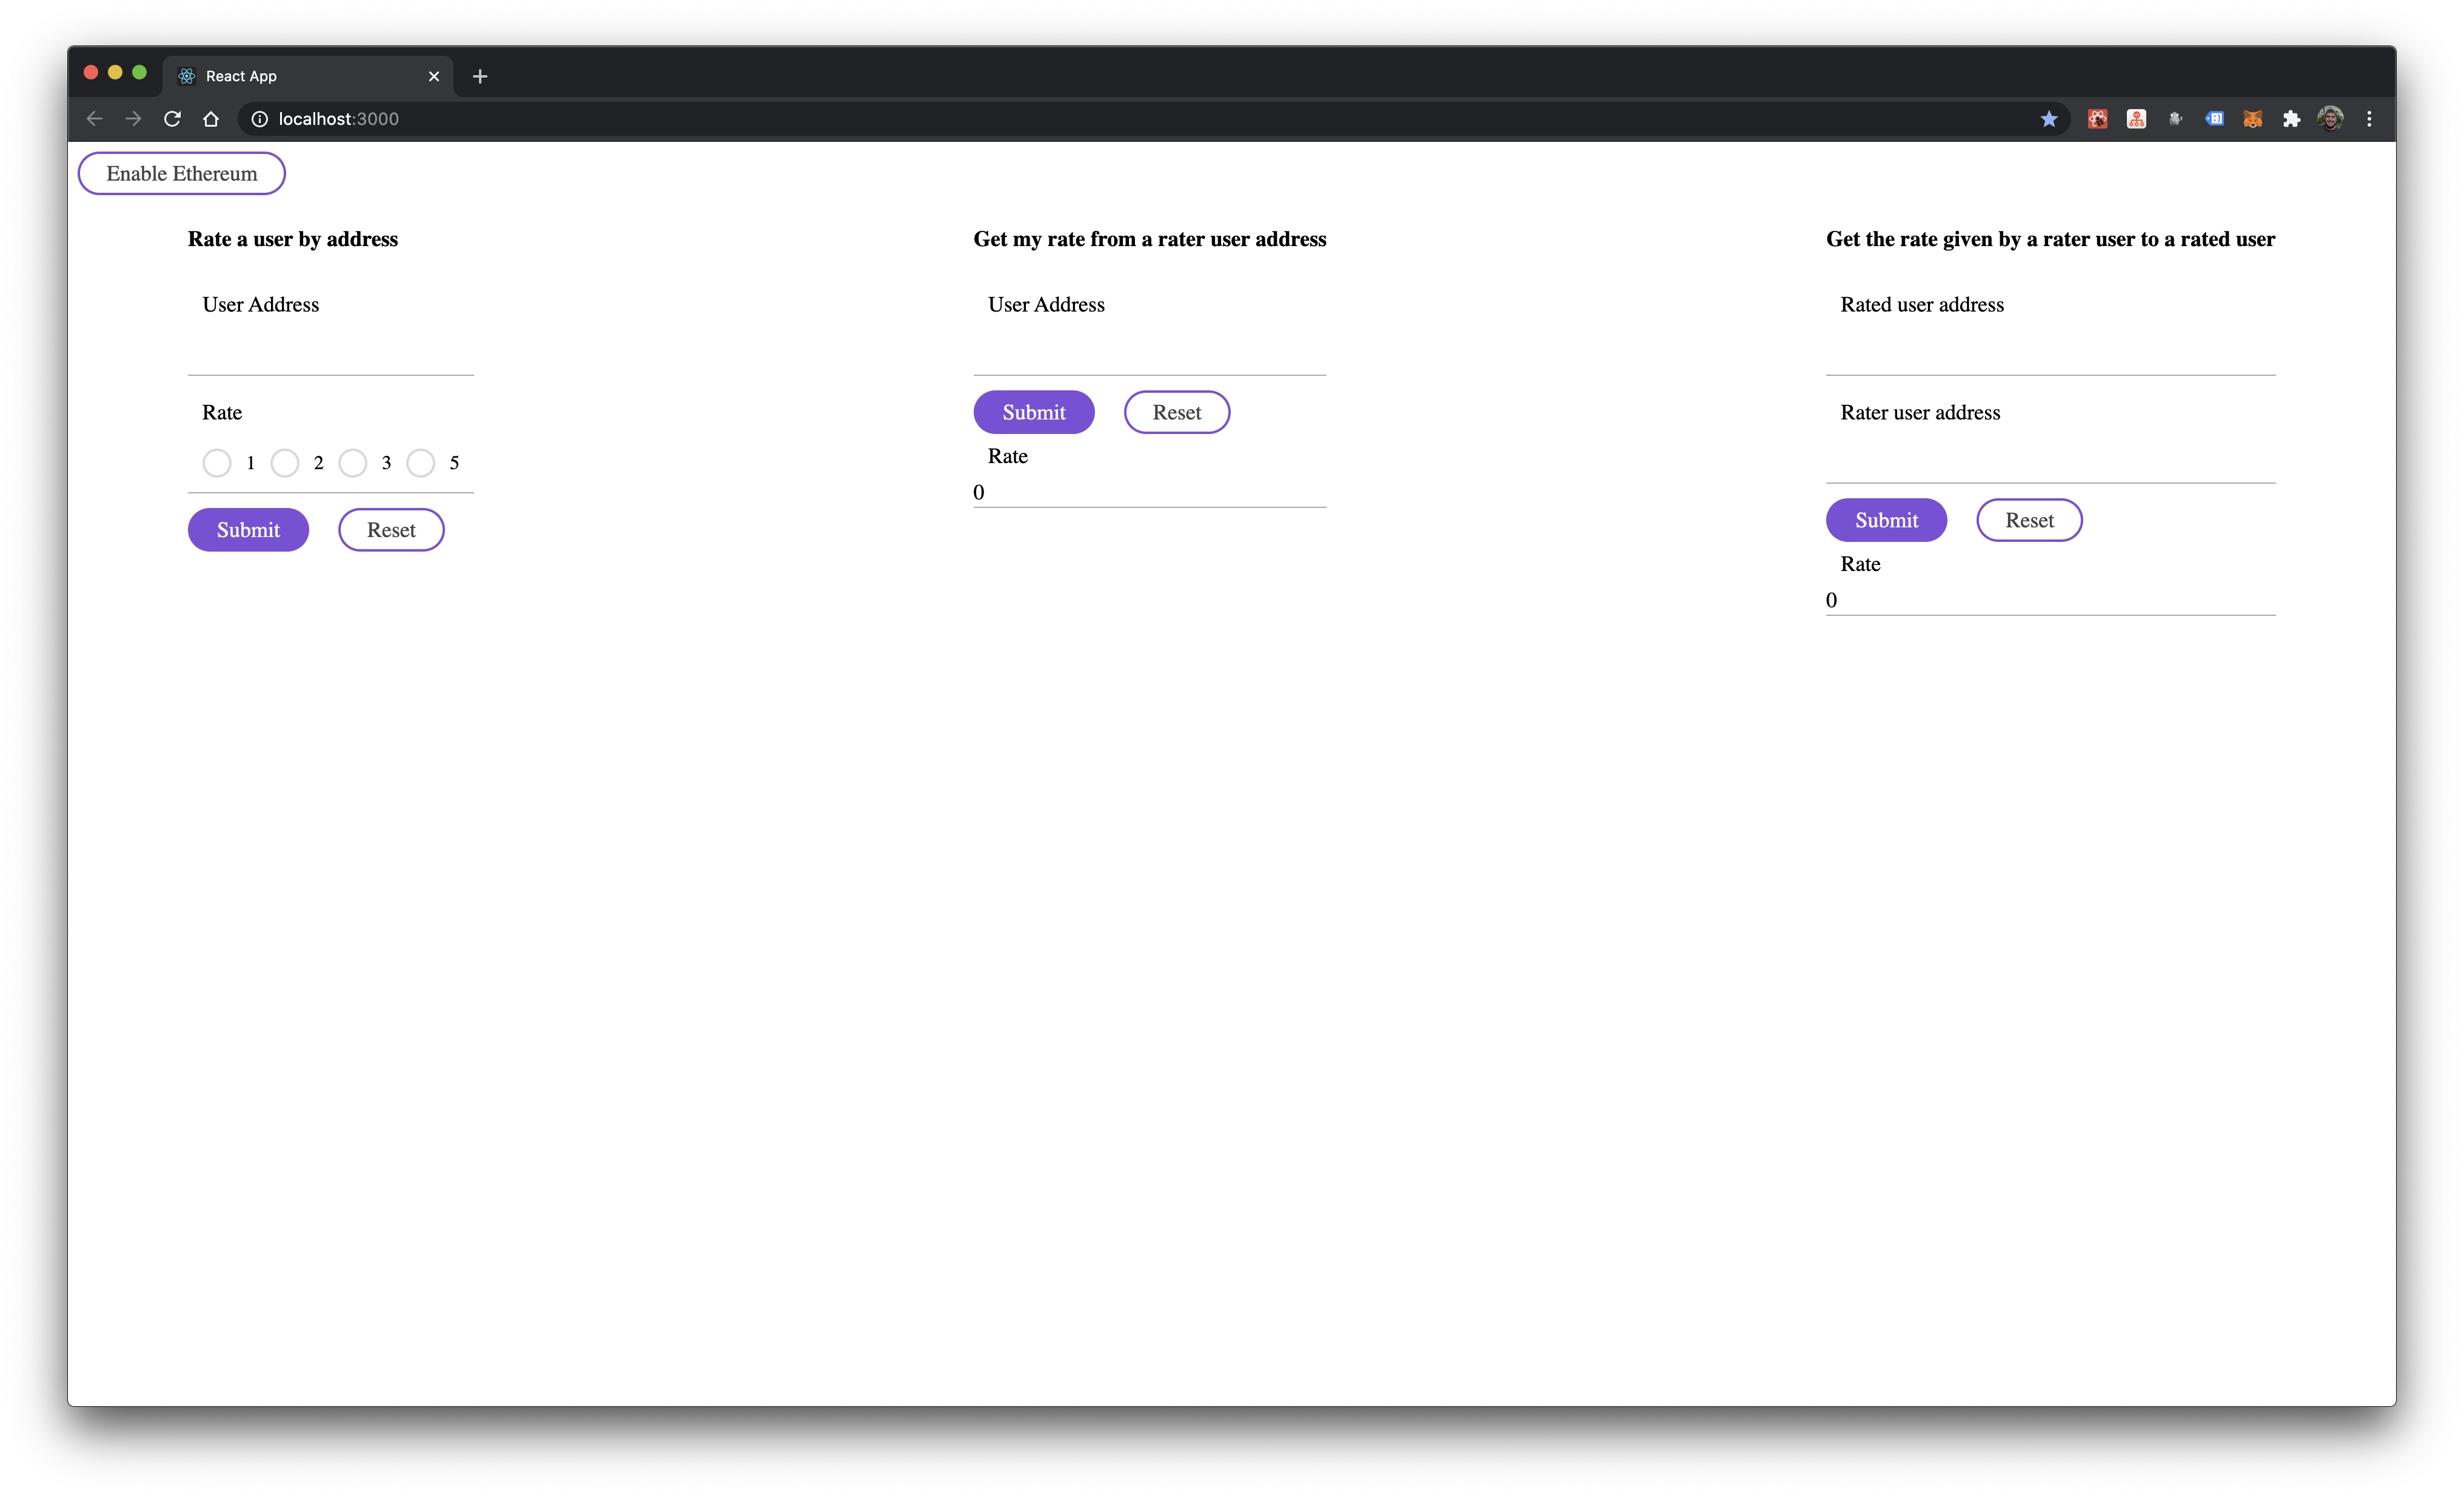 React App
localhost:3000
Enable Ethereum
Rate a user by address
User Address
Rate
1 2 3 5
Submit Reset
Get my rate from a rater user address
User Address
Submit Reset
Rate
0
Get the rate given by a rater user to a rated user
Rated user address
Rater user address
Submit Reset
Rate
0